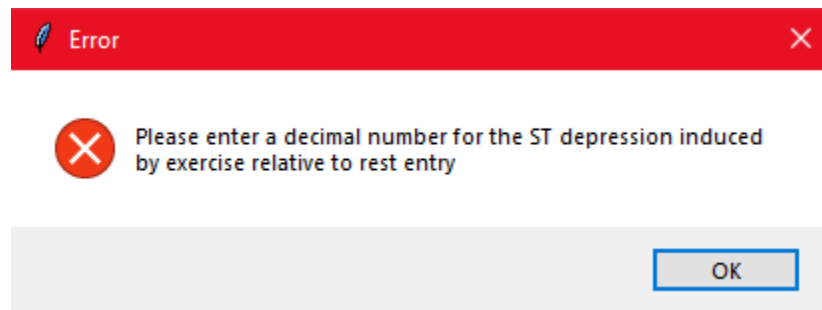 Error
Please enter a decimal number for the ST depression induced
by exercise relative to rest entry
OK